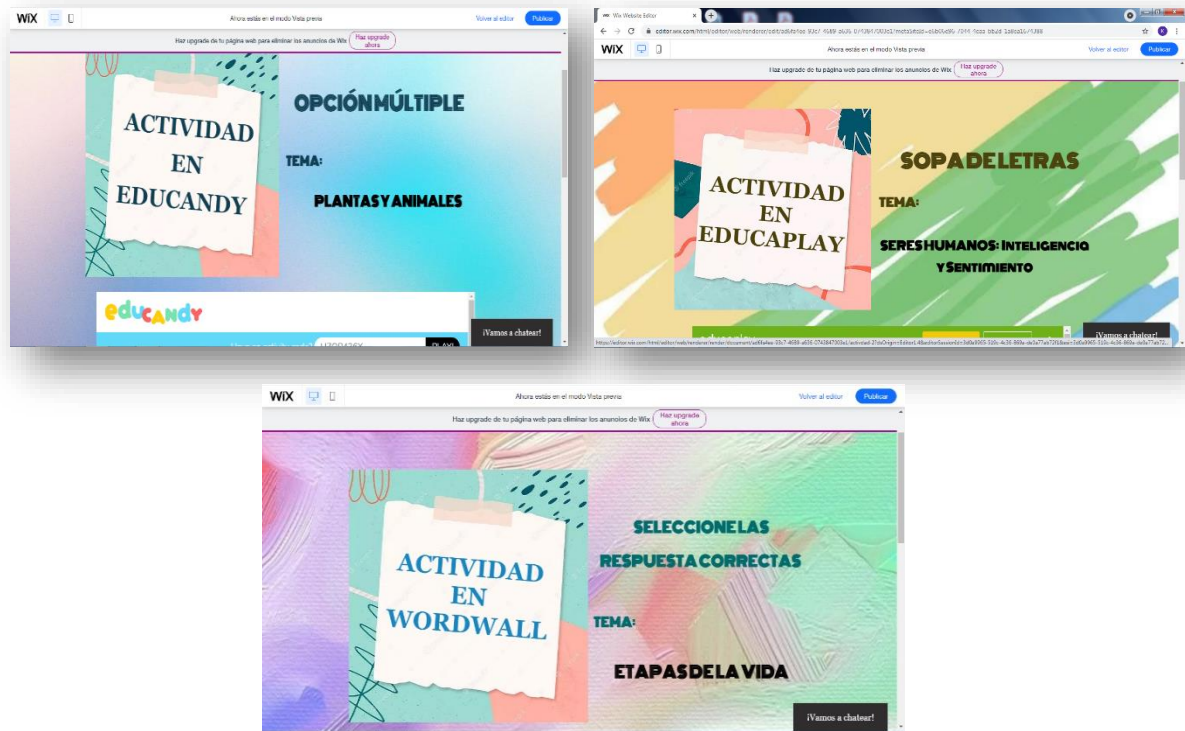 WiX
Ahora estás en el modo Vista previa
Volver al editor
Publicar
Haz upgrade de tu página web para eliminar los anuncios de Wix
Haz upgrade
ahora
ACTIVIDAD
EN
EDUCANDY
OPCIÓN MÚLTIPLE
TEMA:
PLANTAS Y ANIMALES
educandy
PLAY!
¡Vamos a chatear!
Wix Website Editor
WiX
Ahora estás en el modo Vista previa
Volver al editor
Publicar
Haz upgrade de tu página web para eliminar los anuncios de Wix
Haz upgrade
ahora
ACTIVIDAD
EN
EDUCAPLAY
SOPA DE LETRAS
TEMA:
SERES HUMANOS: INTELIGENCIA
Y SENTIMIENTO
¡Vamos a chatear!
WiX
Ahora estás en el modo Vista previa
Volver al editor
Publicar
Haz upgrade de tu página web para eliminar los anuncios de Wix
Haz upgrade
ahora
ACTIVIDAD
EN
WORDWALL
SELECCIONE LAS
RESPUESTA CORRECTAS
TEMA:
ETAPAS DE LA VIDA
¡Vamos a chatear!